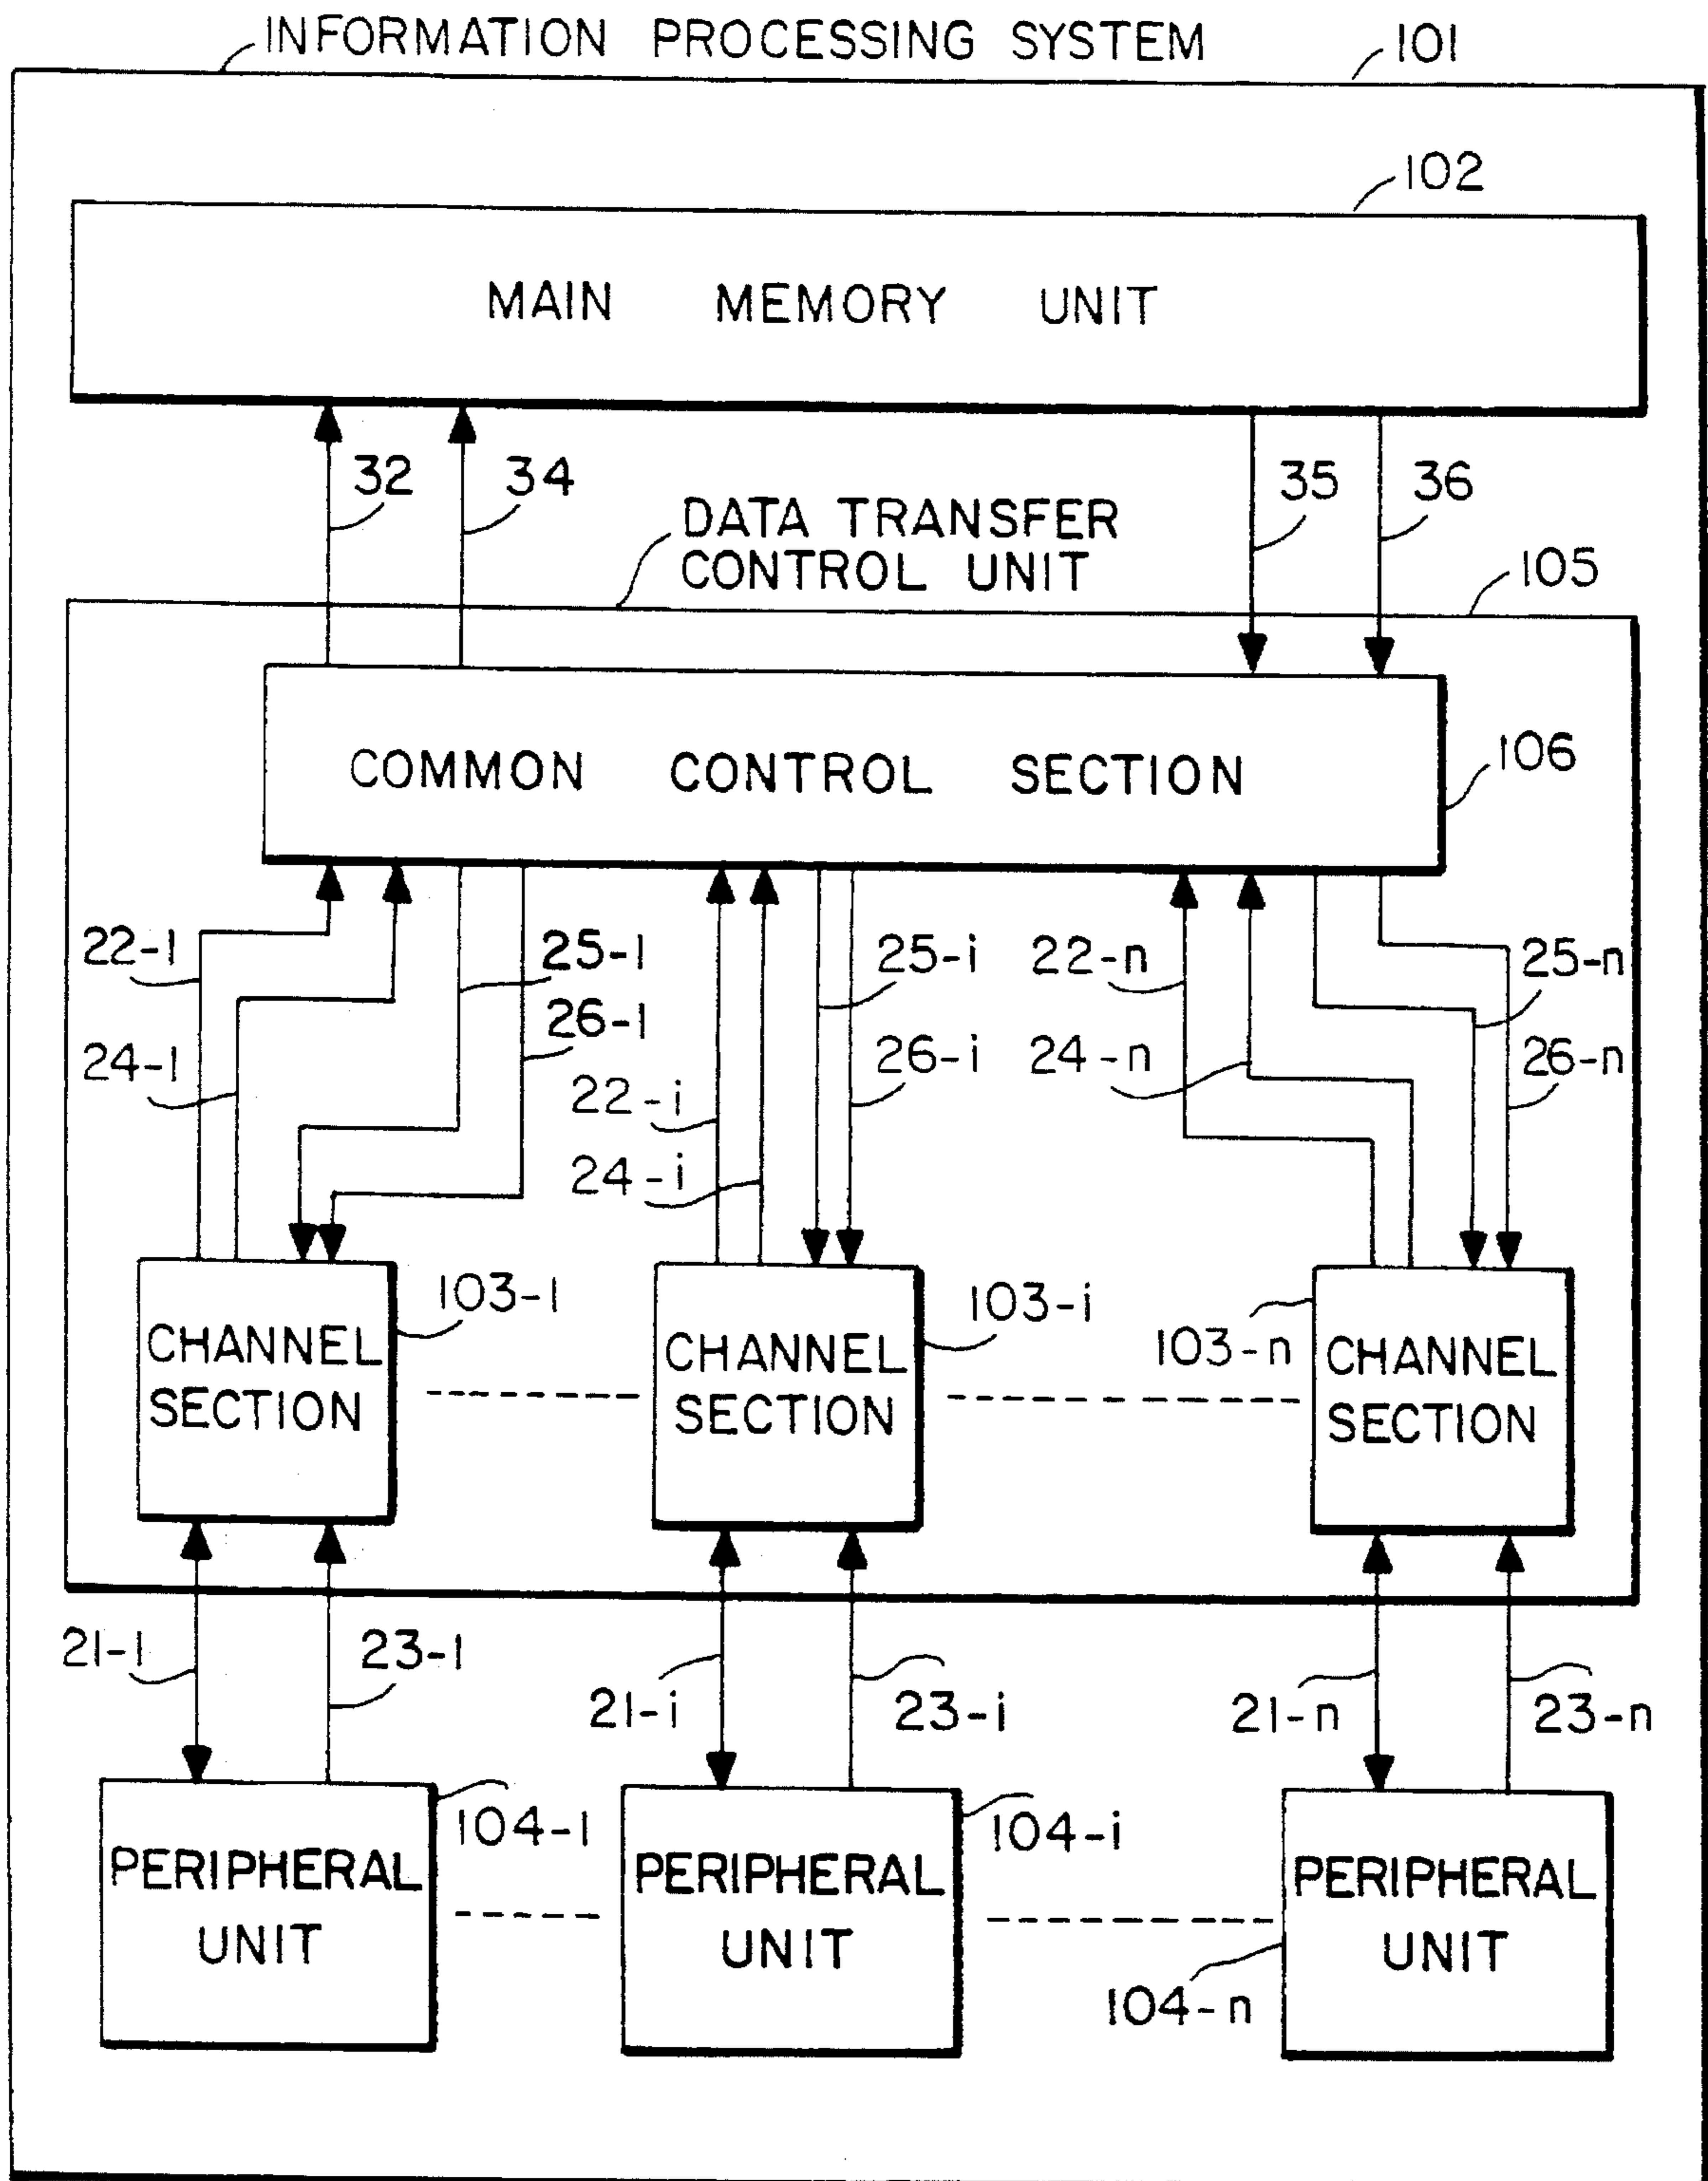 INFORMATION PROCESSING SYSTEM
101
102
MAIN MEMORY UNIT
32
34
35
36
DATA TRANSFER
CONTROL UNIT
105
COMMON CONTROL SECTION
106
22-1
25-1
25-i
22-n
25-n
24-1
26-1
26-i
24-n
26-n
22-i
24-i
103-1
103-i
103-n
CHANNEL
SECTION
CHANNEL
SECTION
CHANNEL
SECTION
21-1
23-1
21-i
23-i
21-n
23-n
104-1
104-i
PERIPHERAL
UNIT
PERIPHERAL
UNIT
PERIPHERAL
UNIT
104-n